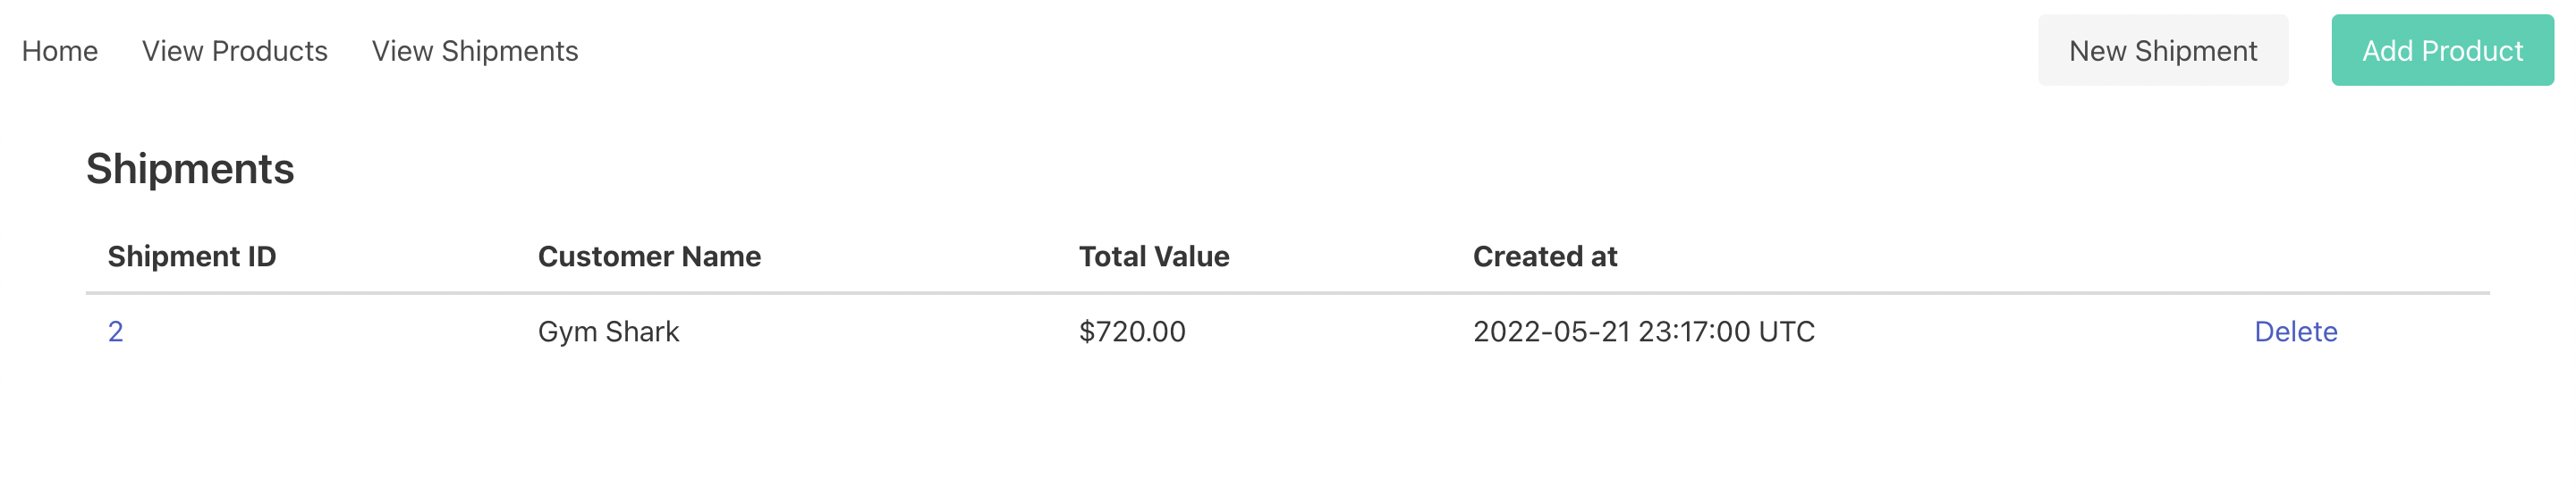 Home View Products View Shipments New Shipment Add Product
Shipments
Shipment ID Customer Name Total Value Created at
2 Gym Shark $720.00 2022-05-21 23:17:00 UTC Delete